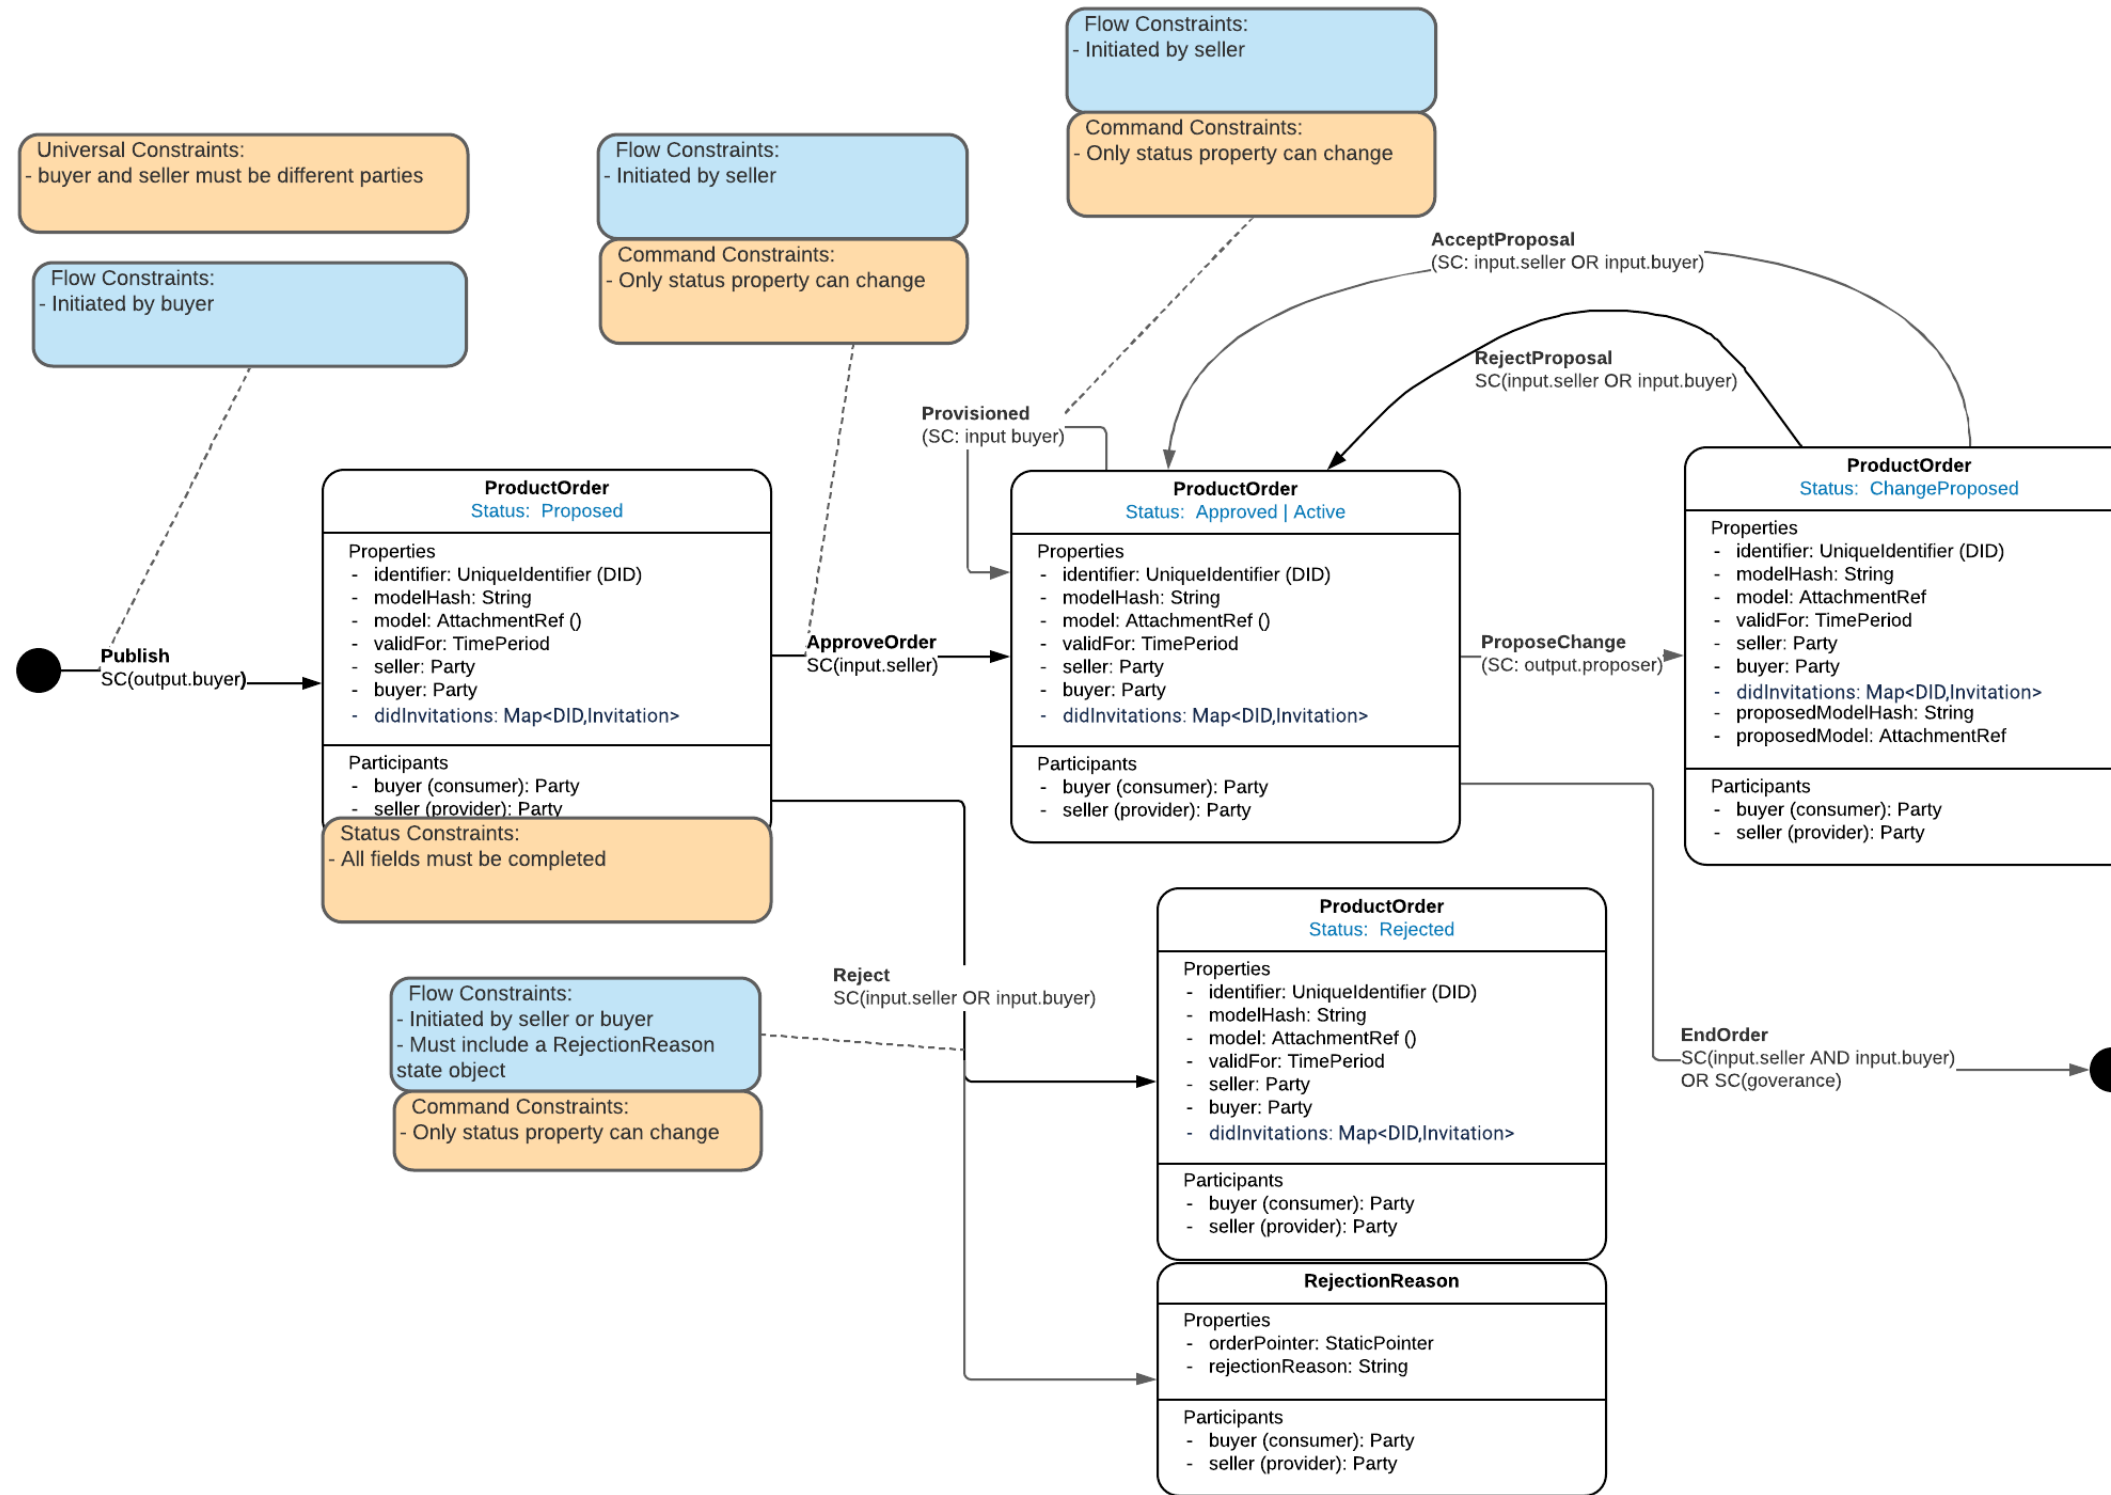 Flow Constraints:
- Initiated by seller
Command Constraints:
- Only status property can change
Universal Constraints:
- buyer and seller must be different parties
Flow Constraints:
- Initiated by seller
Command Constraints:
- Only status property can change
Flow Constraints:
- Initiated by buyer
AcceptProposal
(SC: input.seller OR input.buyer)
RejectProposal
SC(input.seller OR input.buyer)
Provisioned
(SC: input buyer)
Publish
SC(output.buyer)
ProductOrder
Status: Proposed
Properties
- identifier: UniqueIdentifier (DID)
- modelHash: String
- model: AttachmentRef ()
- validFor: TimePeriod
- seller: Party
- buyer: Party
- didInvitations: Map<DID,Invitation>
Participants
- buyer (consumer): Party
- seller (provider): Party
Status Constraints:
- All fields must be completed
ApproveOrder
SC(input.seller)
ProductOrder
Status: Approved | Active
Properties
- identifier: UniqueIdentifier (DID)
- modelHash: String
- model: AttachmentRef ()
- validFor: TimePeriod
- seller: Party
- buyer: Party
- didInvitations: Map<DID,Invitation>
Participants
- buyer (consumer): Party
- seller (provider): Party
ProposeChange
(SC: output.proposer)
ProductOrder
Status: ChangeProposed
Properties
- identifier: UniqueIdentifier (DID)
- modelHash: String
- model: AttachmentRef
- validFor: TimePeriod
- seller: Party
- buyer: Party
- didInvitations: Map<DID,Invitation>
- proposedModelHash: String
- proposedModel: AttachmentRef
Participants
- buyer (consumer): Party
- seller (provider): Party
Flow Constraints:
- Initiated by seller or buyer
- Must include a RejectionReason
state object
Command Constraints:
- Only status property can change
Reject
SC(input.seller OR input.buyer)
ProductOrder
Status: Rejected
Properties
- identifier: UniqueIdentifier (DID)
- modelHash: String
- model: AttachmentRef ()
- validFor: TimePeriod
- seller: Party
- buyer: Party
- didInvitations: Map<DID,Invitation>
Participants
- buyer (consumer): Party
- seller (provider): Party
EndOrder
SC(input.seller AND input.buyer)
OR SC(goverance)
RejectionReason
Properties
- orderPointer: StaticPointer
- rejectionReason: String
Participants
- buyer (consumer): Party
- seller (provider): Party